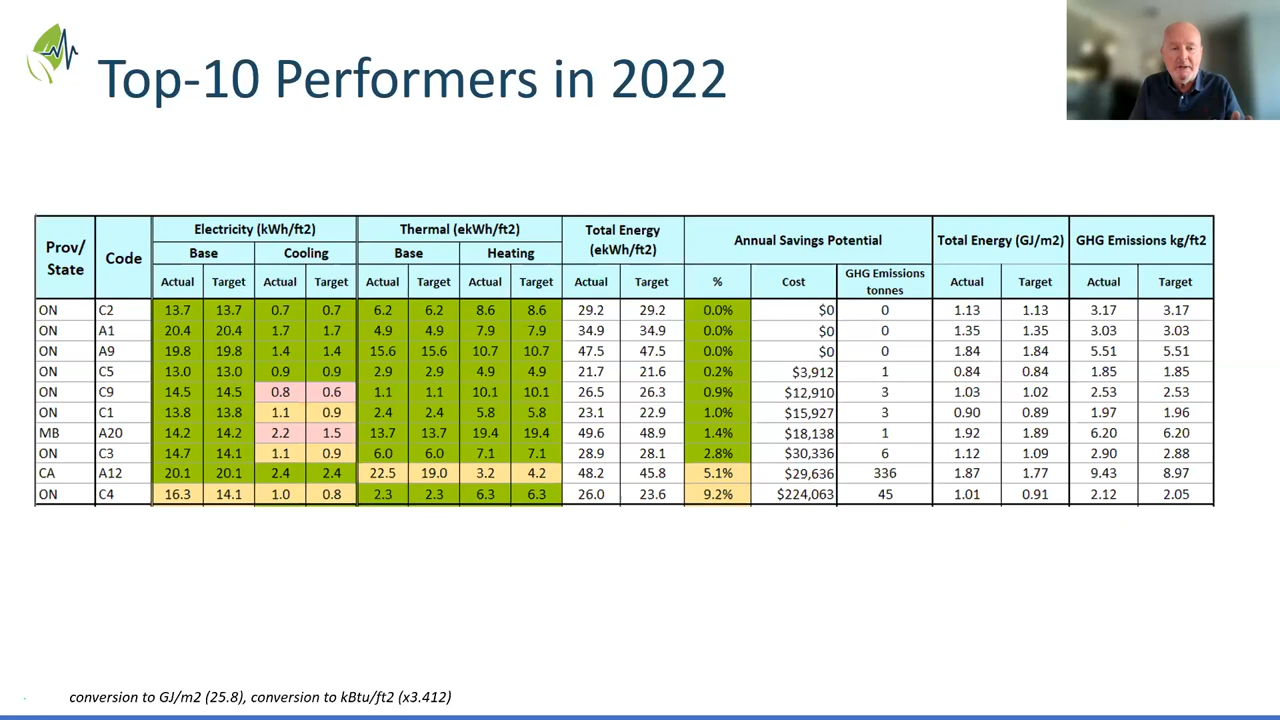 Top-10 Performers in 2022
Prov/ State Code Electricity (kWh/ft2) Thermal (ekWh/ft2) Total Energy (ekWh/ft2) Annual Savings Potential Total Energy (GJ/m2) GHG Emissions kg/ft2
Base Cooling Base Heating
Actual Target Actual Target Actual Target Actual Target Actual Target % Cost GHG Emissions tonnes Actual Target Actual Target
ON C2 13.7 13.7 0.7 0.7 6.2 6.2 8.6 8.6 29.2 29.2 0.0% $0 0 1.13 1.13 3.17 3.17
ON A1 20.4 20.4 1.7 1.7 4.9 4.9 7.9 7.9 34.9 34.9 0.0% $0 0 1.35 1.35 3.03 3.03
ON A9 19.8 19.8 1.4 1.4 15.6 15.6 10.7 10.7 47.5 47.5 0.0% $0 0 1.84 1.84 5.51 5.51
ON C5 13.0 13.0 0.9 0.9 2.9 2.9 4.9 4.9 21.7 21.6 0.2% $3,912 1 0.84 0.84 1.85 1.85
ON C9 14.5 14.5 0.8 0.6 1.1 1.1 10.1 10.1 26.5 26.3 0.9% $12,910 3 1.03 1.02 2.53 2.53
ON C1 13.8 13.8 1.1 0.9 2.4 2.4 5.8 5.8 23.1 22.9 1.0% $15,927 3 0.90 0.89 1.97 1.96
MB A20 14.2 14.2 2.2 1.5 13.7 13.7 19.4 19.4 49.6 48.9 1.4% $18,138 1 1.92 1.89 6.20 6.20
ON C3 14.7 14.1 1.1 0.9 6.0 6.0 7.1 7.1 28.9 28.1 2.8% $30,336 6 1.12 1.09 2.90 2.88
CA A12 20.1 20.1 2.4 2.4 22.5 19.0 3.2 4.2 48.2 45.8 5.1% $29,636 336 1.87 1.77 9.43 8.97
ON C4 16.3 14.1 1.0 0.8 2.3 2.3 6.3 6.3 26.0 23.6 9.2% $224,063 45 1.01 0.91 2.12 2.05
conversion to GJ/m2 (25.8), conversion to kBtu/ft2 (x3.412)